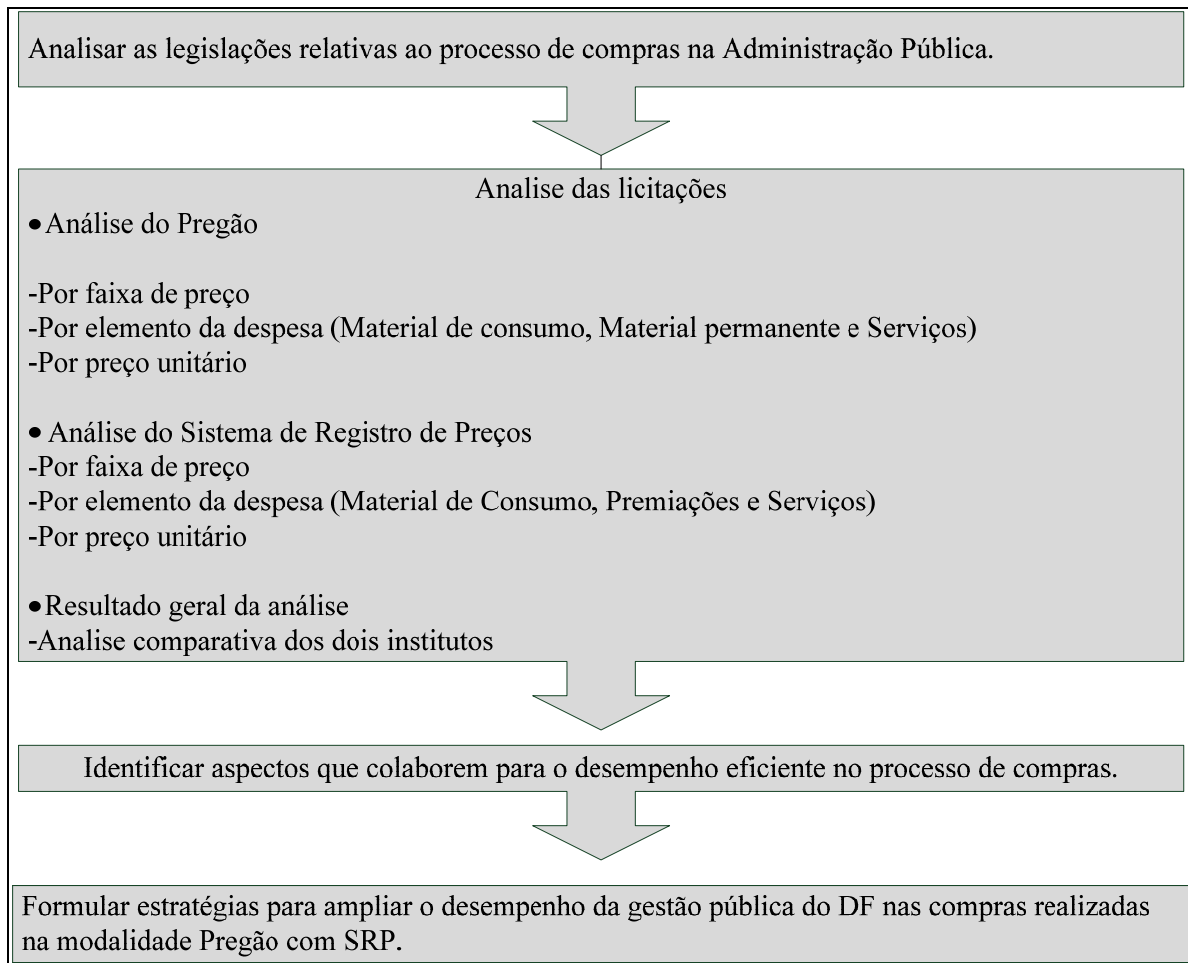 Analisar as legislações relativas ao processo de compras na Administração Pública.
Analise das licitações
•Análise do Pregão
-Por faixa de preço
-Por elemento da despesa (Material de consumo, Material permanente e Serviços)
-Por preço unitário
• Análise do Sistema de Registro de Preços
-Por faixa de preço
-Por elemento da despesa (Material de Consumo, Premiações e Serviços)
-Por preço unitário
•Resultado geral da análise
-Analise comparativa dos dois institutos
Identificar aspectos que colaborem para o desempenho eficiente no processo de compras.
Formular estratégias para ampliar o desempenho da gestão pública do DF nas compras realizadas
na modalidade Pregão com SRP.